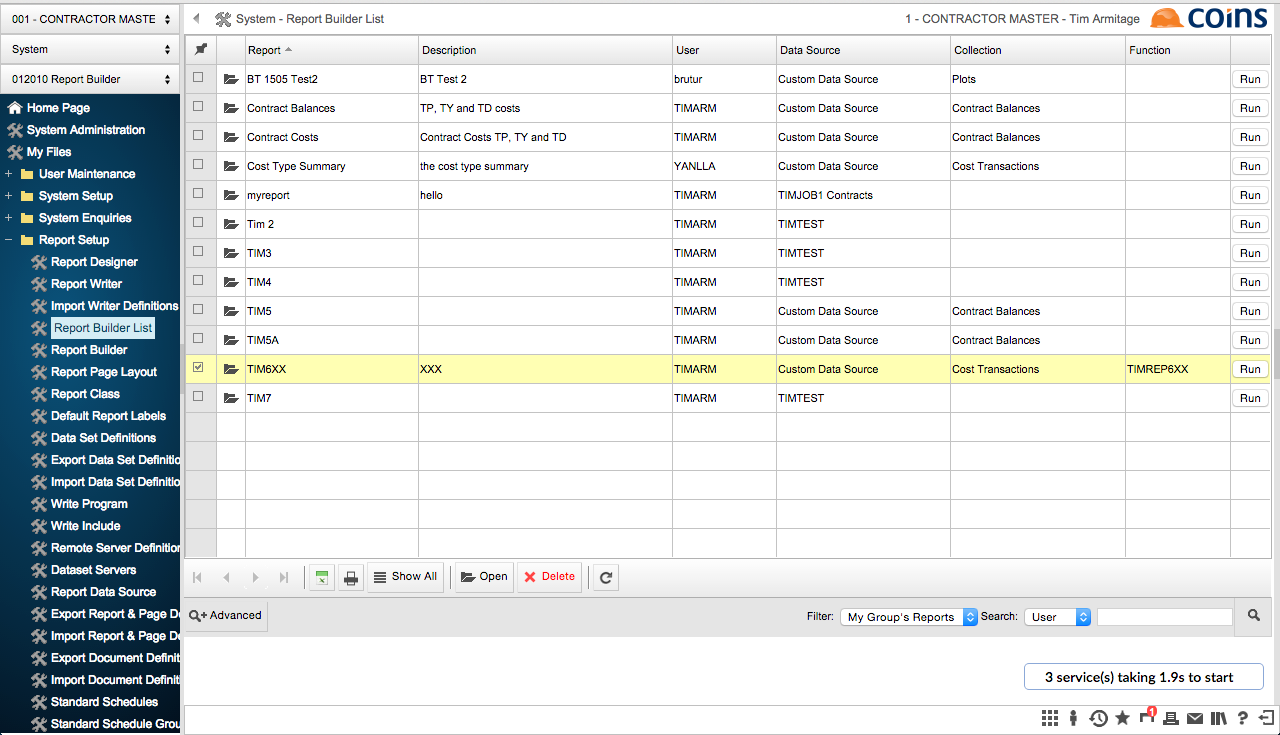 001 - CONTRACTOR MASTE
System
012010 Report Builder
Home Page
System Administration
My Files
+ User Maintenance
+ System Setup
+ System Enquiries
− Report Setup
Report Designer
Report Writer
Import Writer Definitions
Report Builder List
Report Builder
Report Page Layout
Report Class
Default Report Labels
Data Set Definitions
Export Data Set Definitio
Import Data Set Definitio
Write Program
Write Include
Remote Server Definition
Dataset Servers
Report Data Source
Export Report & Page De
Import Report & Page De
Export Document Definit
Import Document Definit
Standard Schedules
Standard Schedule Grou
System - Report Builder List
1 - CONTRACTOR MASTER - Tim Armitage
coins
Report Description User Data Source Collection Function
BT 1505 Test2 BT Test 2 brutur Custom Data Source Plots Run
Contract Balances TP, TY and TD costs TIMARM Custom Data Source Contract Balances Run
Contract Costs Contract Costs TP, TY and TD TIMARM Custom Data Source Contract Balances Run
Cost Type Summary the cost type summary YANLLA Custom Data Source Cost Transactions Run
myreport hello TIMARM TIMJOB1 Contracts Run
Tim 2 TIMARM TIMTEST Run
TIM3 TIMARM TIMTEST Run
TIM4 TIMARM TIMTEST Run
TIM5 TIMARM Custom Data Source Contract Balances Run
TIM5A TIMARM Custom Data Source Contract Balances Run
TIM6XX XXX TIMARM Custom Data Source Cost Transactions TIMREP6XX Run
TIM7 TIMARM TIMTEST Run
Show All Open Delete
Advanced Filter: My Group's Reports Search: User
3 service(s) taking 1.9s to start
1